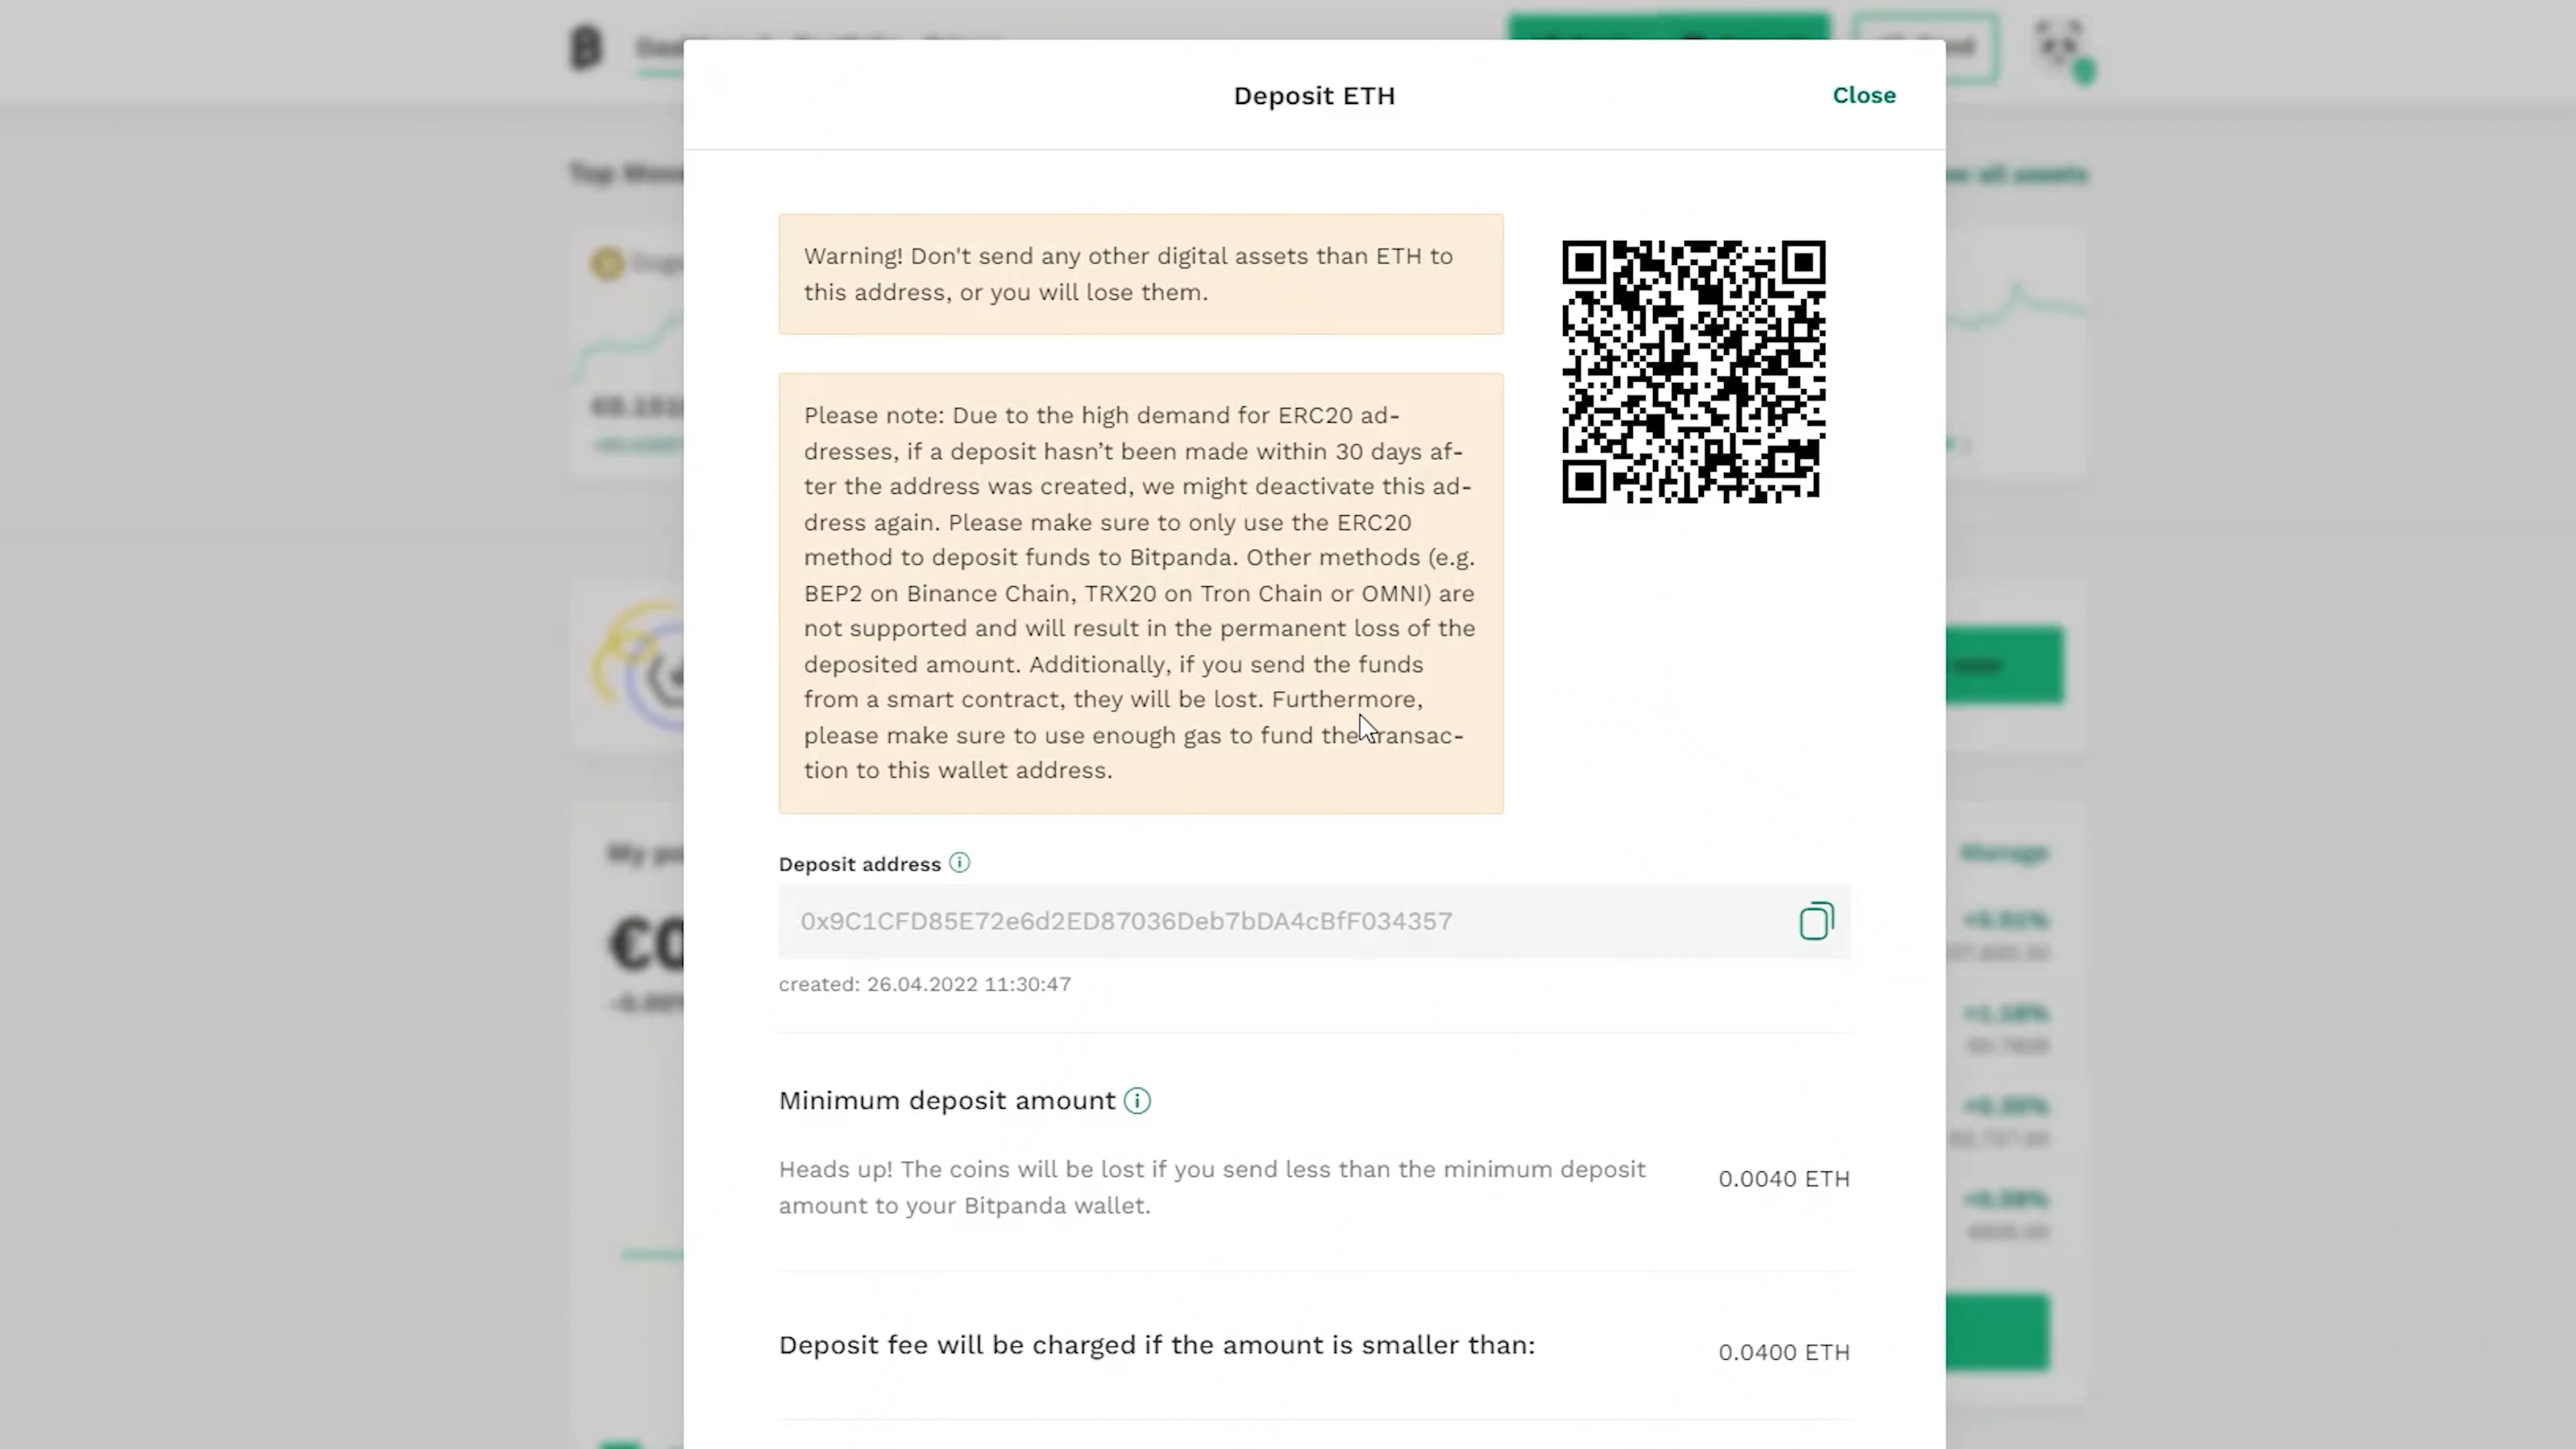 Deposit ETH
Close
Warning! Don't send any other digital assets than ETH to
this address, or you will lose them.
Please note: Due to the high demand for ERC20 ad-
dresses, if a deposit hasn’t been made within 30 days af-
ter the address was created, we might deactivate this ad-
dress again. Please make sure to only use the ERC20
method to deposit funds to Bitpanda. Other methods (e.g.
BEP2 on Binance Chain, TRX20 on Tron Chain or OMNI) are
not supported and will result in the permanent loss of the
deposited amount. Additionally, if you send the funds
from a smart contract, they will be lost. Furthermore,
please make sure to use enough gas to fund the transac-
tion to this wallet address.
Deposit address
0x9C1CFD85E72e6d2ED87036Deb7bDA4cBfF034357
created: 26.04.2022 11:30:47
Minimum deposit amount
Heads up! The coins will be lost if you send less than the minimum deposit
amount to your Bitpanda wallet.
0.0040 ETH
Deposit fee will be charged if the amount is smaller than:
0.0400 ETH
Top
all assets
Manage